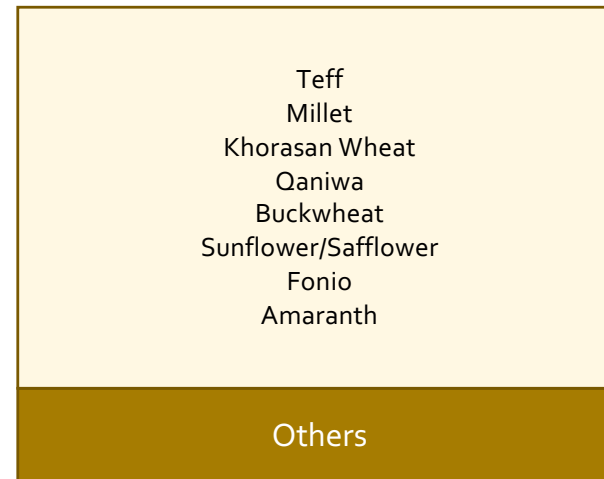 Teff
Millet
Khorasan Wheat
Qaniwa
Buckwheat
Sunflower/Safflower
Fonio
Amaranth
Others